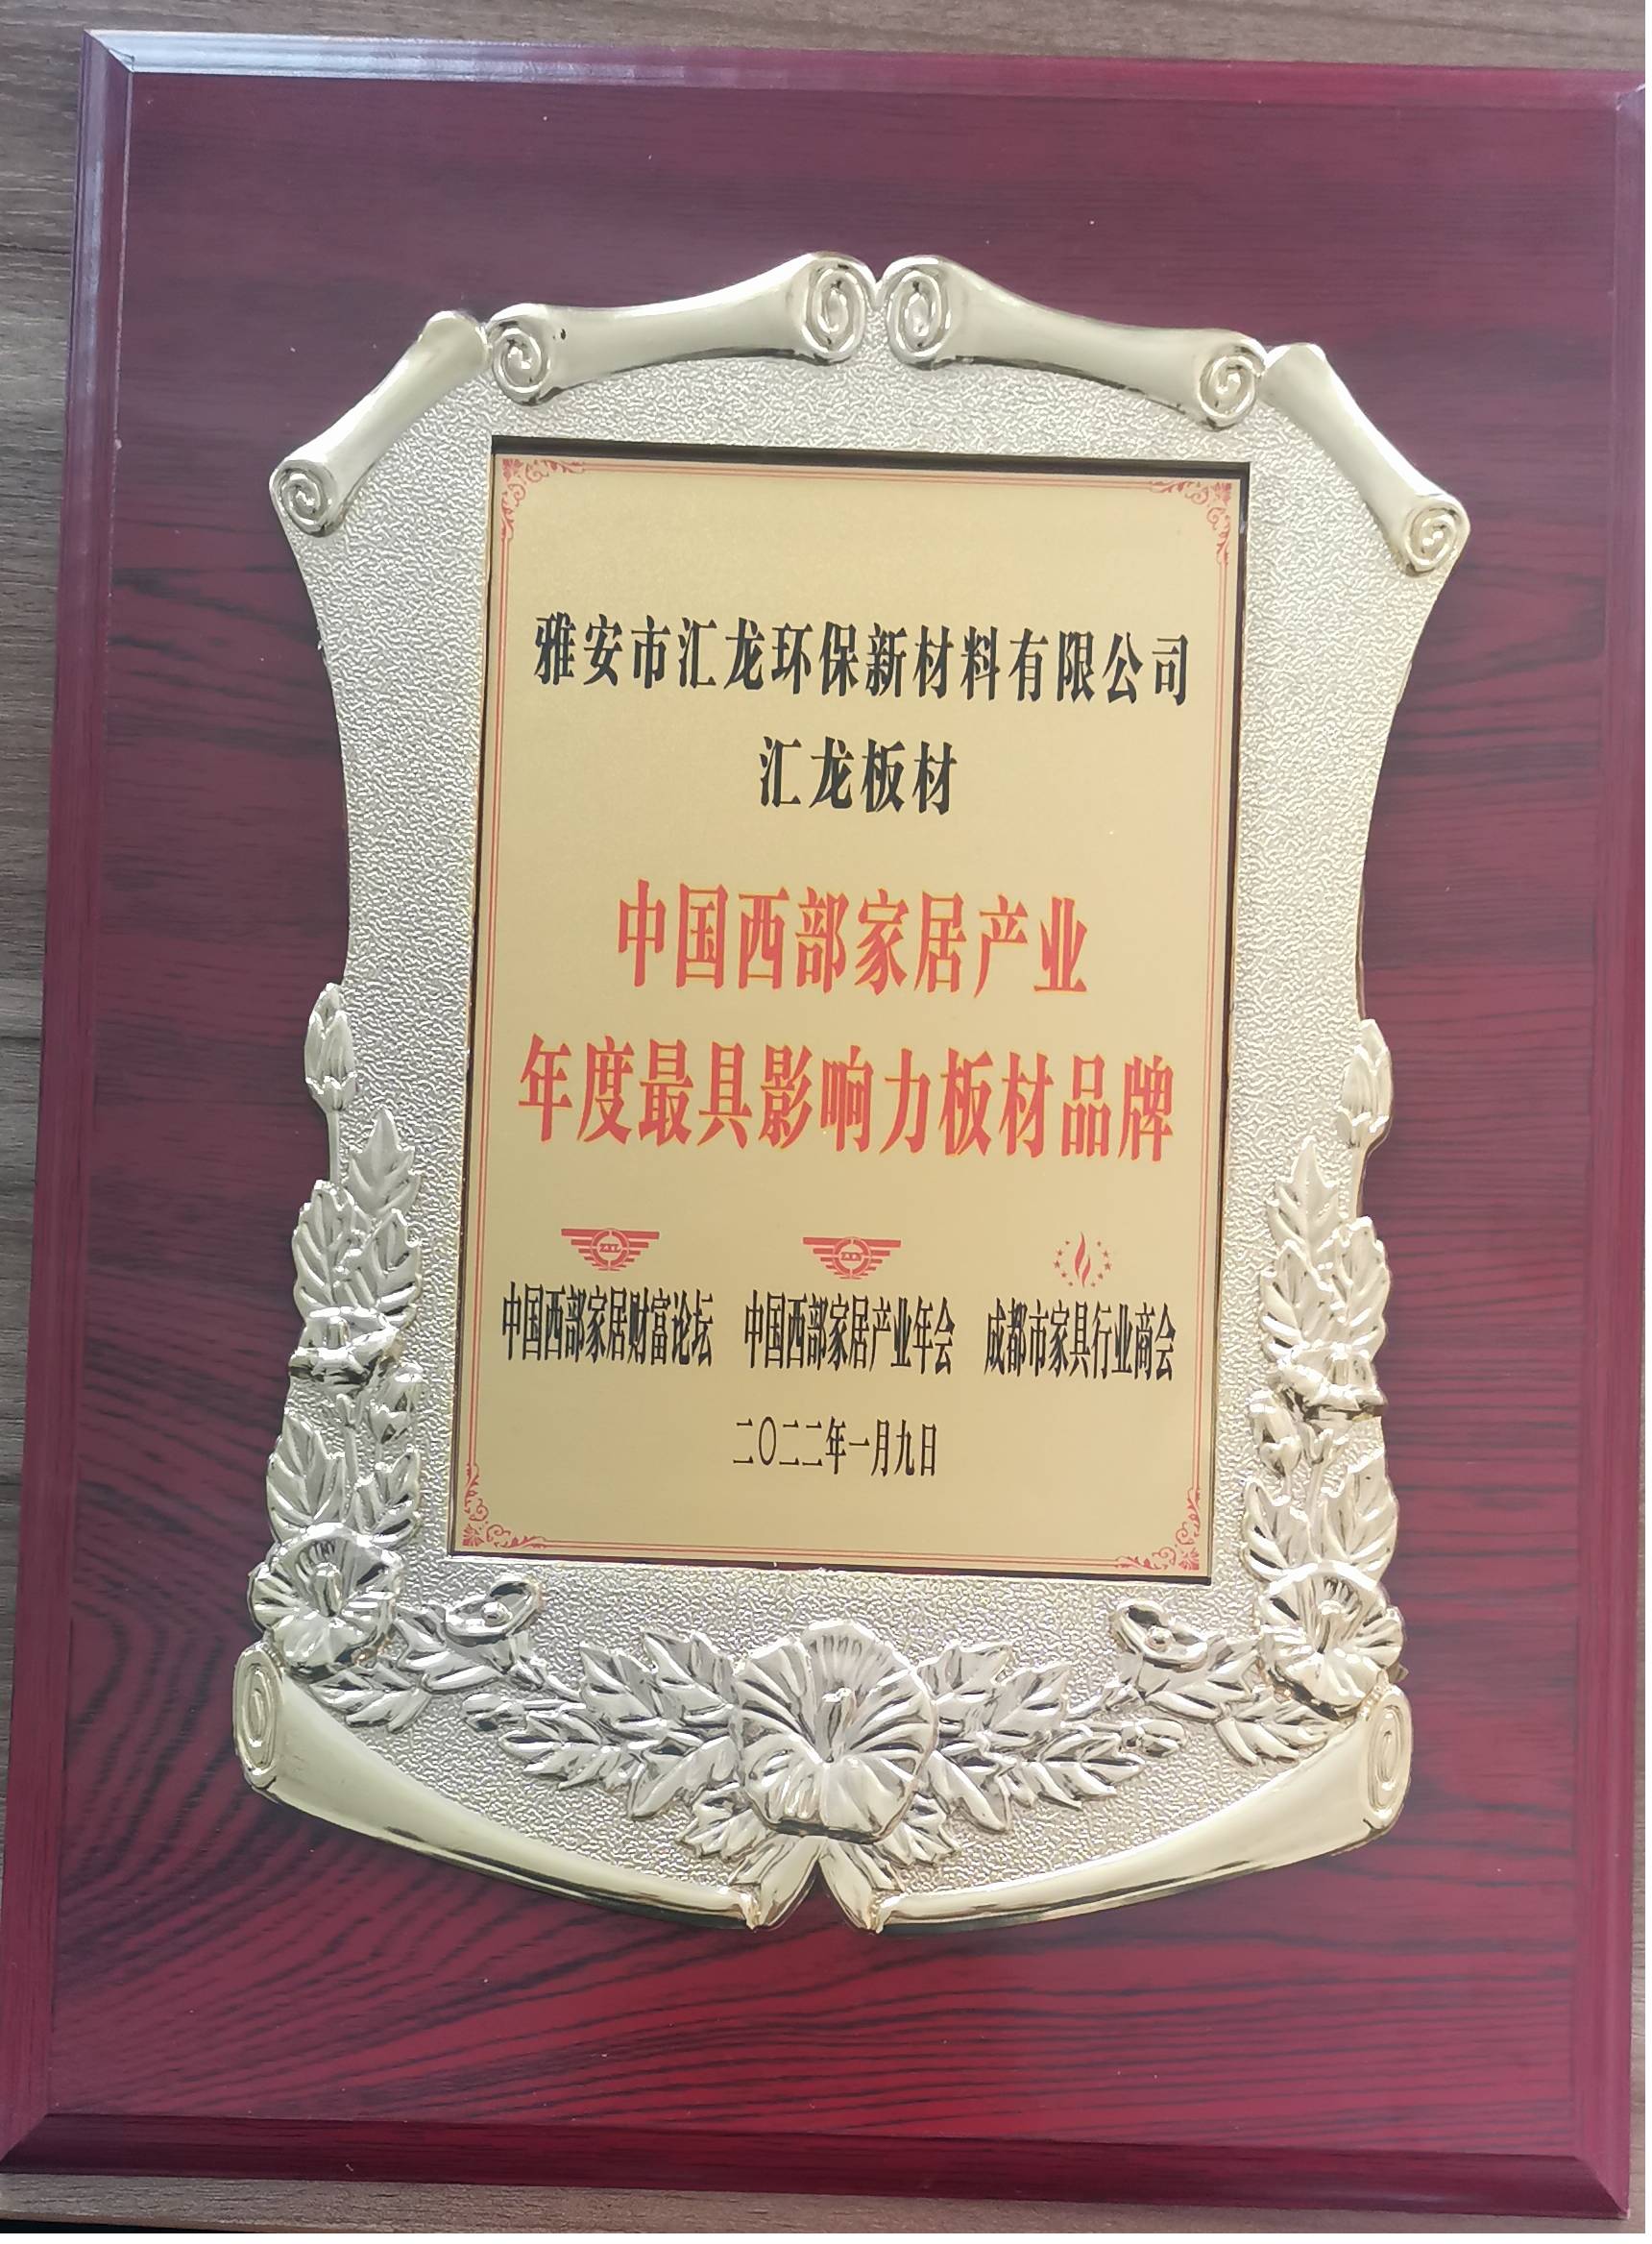 雅安市汇龙环保新材料有限公司
汇龙板材
中国西部家居产业
年度最具影响力板材品牌
中国西部家居财富论坛 中国西部家居产业年会 成都市家具行业商会
二〇二二年一月九日